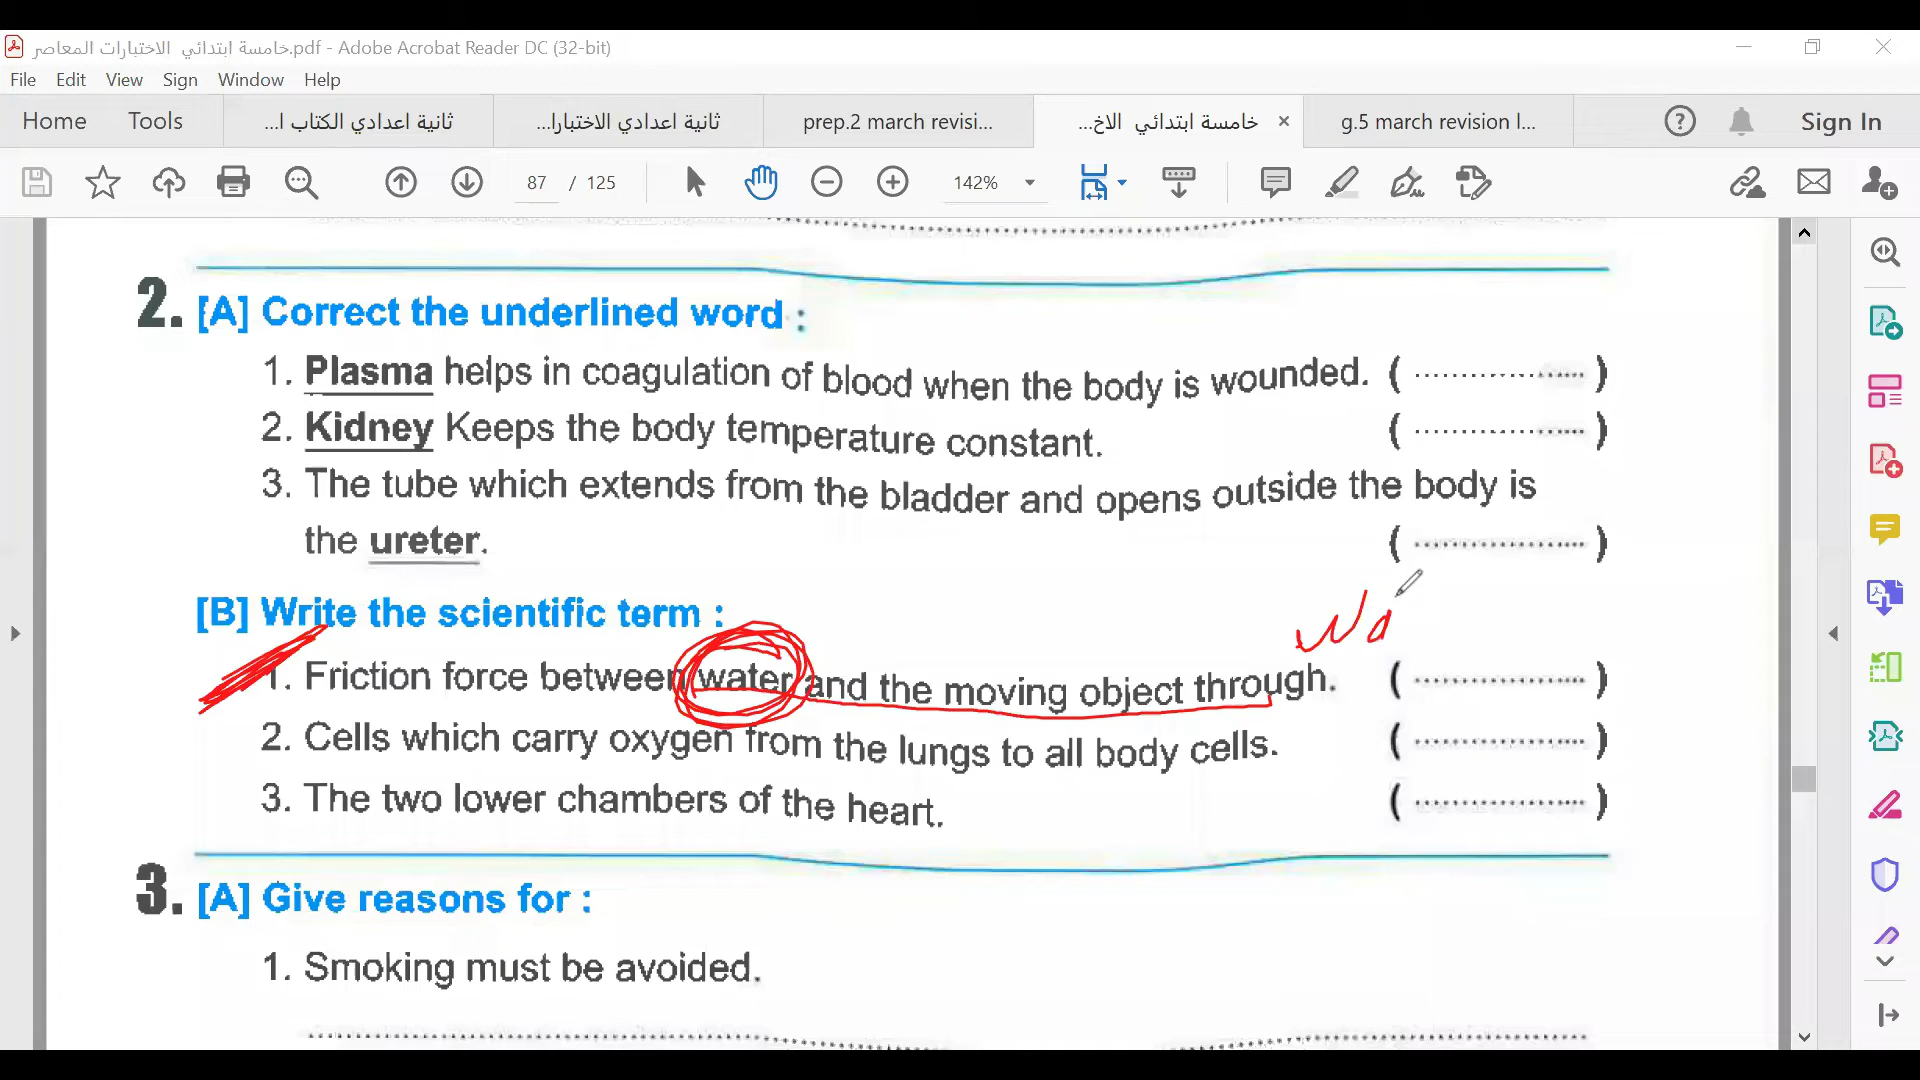 خامسة ابتدائي الاختبارات المعاصر.pdf - Adobe Acrobat Reader DC (32-bit)
File Edit View Sign Window Help
Home Tools ثانية اعدادي الكتاب ا... ثانية اعدادي الاختبارا... prep.2 march revisi... خامسة ابتدائي الاخ... × g.5 march revision l... Sign In
87 / 125 142%
2. [A] Correct the underlined word :
1. Plasma helps in coagulation of blood when the body is wounded. (..................)
2. Kidney Keeps the body temperature constant. (..................)
3. The tube which extends from the bladder and opens outside the body is
the ureter. (..................)
[B] Write the scientific term :
Wa
1. Friction force between water and the moving object through. (..................)
2. Cells which carry oxygen from the lungs to all body cells. (..................)
3. The two lower chambers of the heart. (..................)
3. [A] Give reasons for :
1. Smoking must be avoided.